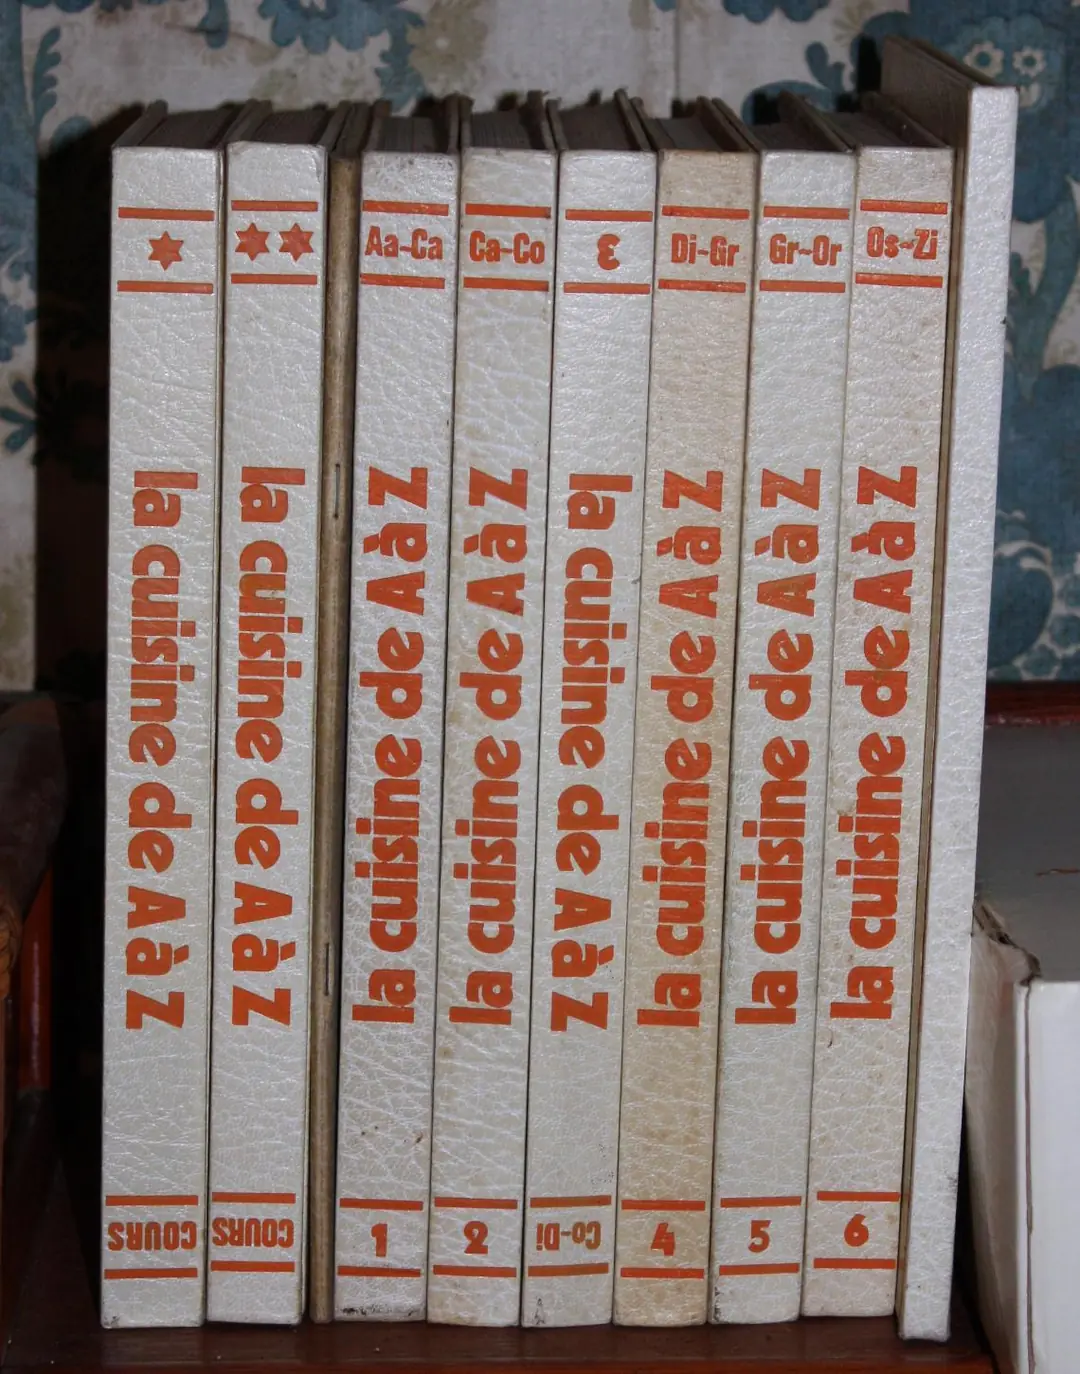 la cuisine de A à Z
COURS
la cuisine de A à Z
COURS
Aa-Ca
la cuisine de A à Z
1
Ca-Co
la cuisine de A à Z
2
3
la cuisine de A à Z
Co-Di
Di-Gr
la cuisine de A à Z
4
Gr-Or
la cuisine de A à Z
5
Os-Zi
la cuisine de A à Z
6